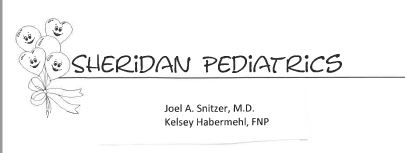 SHERIDAN PEDIATRICS
Joel A. Snitzer, M.D.
Kelsey Habermehl, FNP